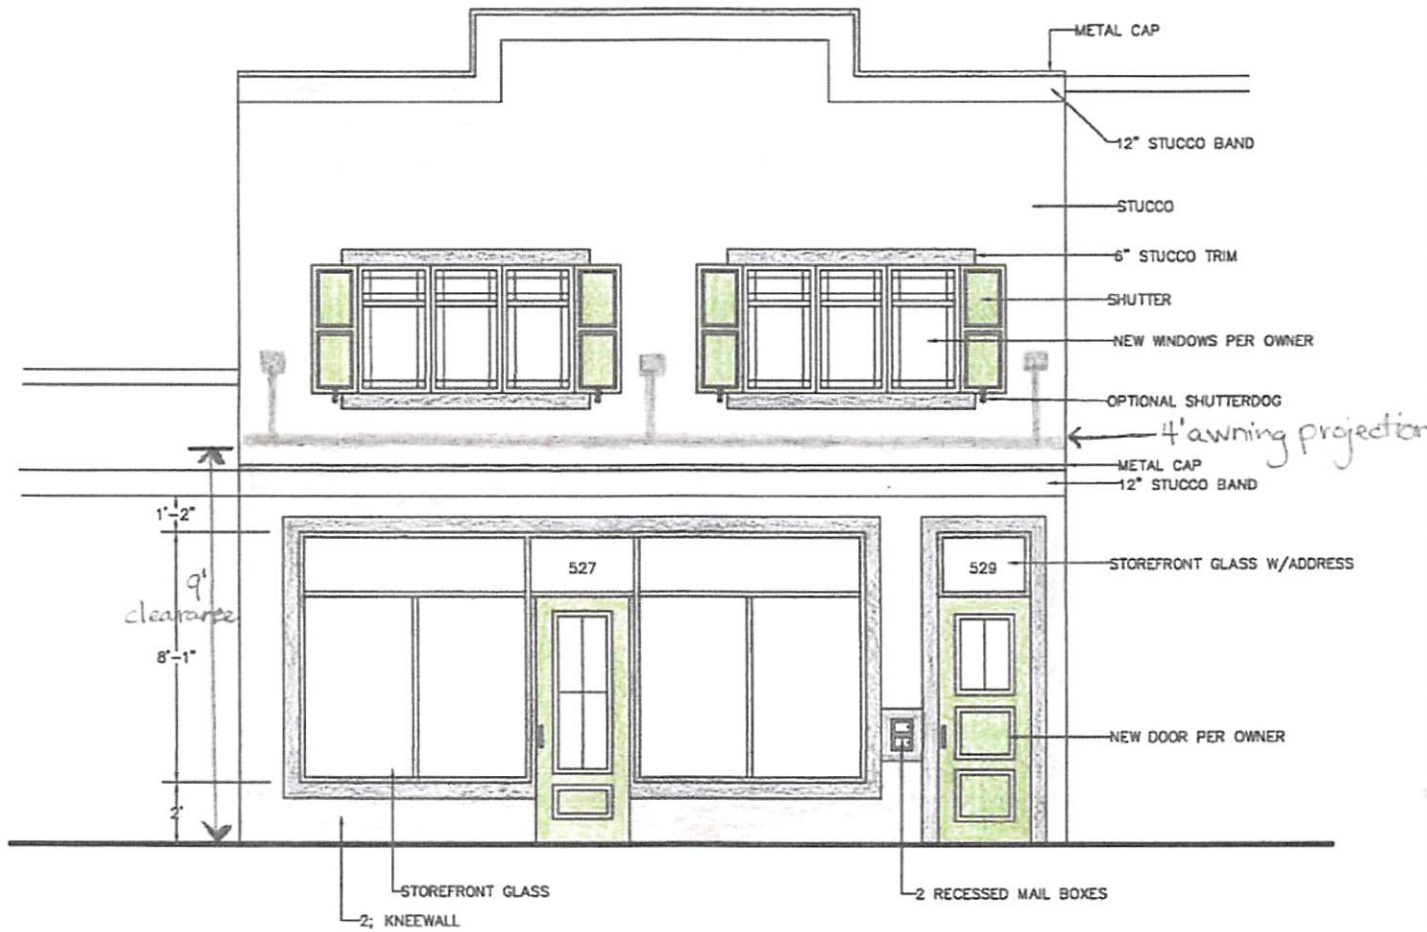 METAL CAP
12" STUCCO BAND
STUCCO
6" STUCCO TRIM
SHUTTER
NEW WINDOWS PER OWNER
OPTIONAL SHUTTERDOG
4' awning projection
METAL CAP
12" STUCCO BAND
1'-2"
527
529
STOREFRONT GLASS W/ADDRESS
9'
clearance
8'-1"
NEW DOOR PER OWNER
2'
STOREFRONT GLASS
2 RECESSED MAIL BOXES
2; KNEEWALL